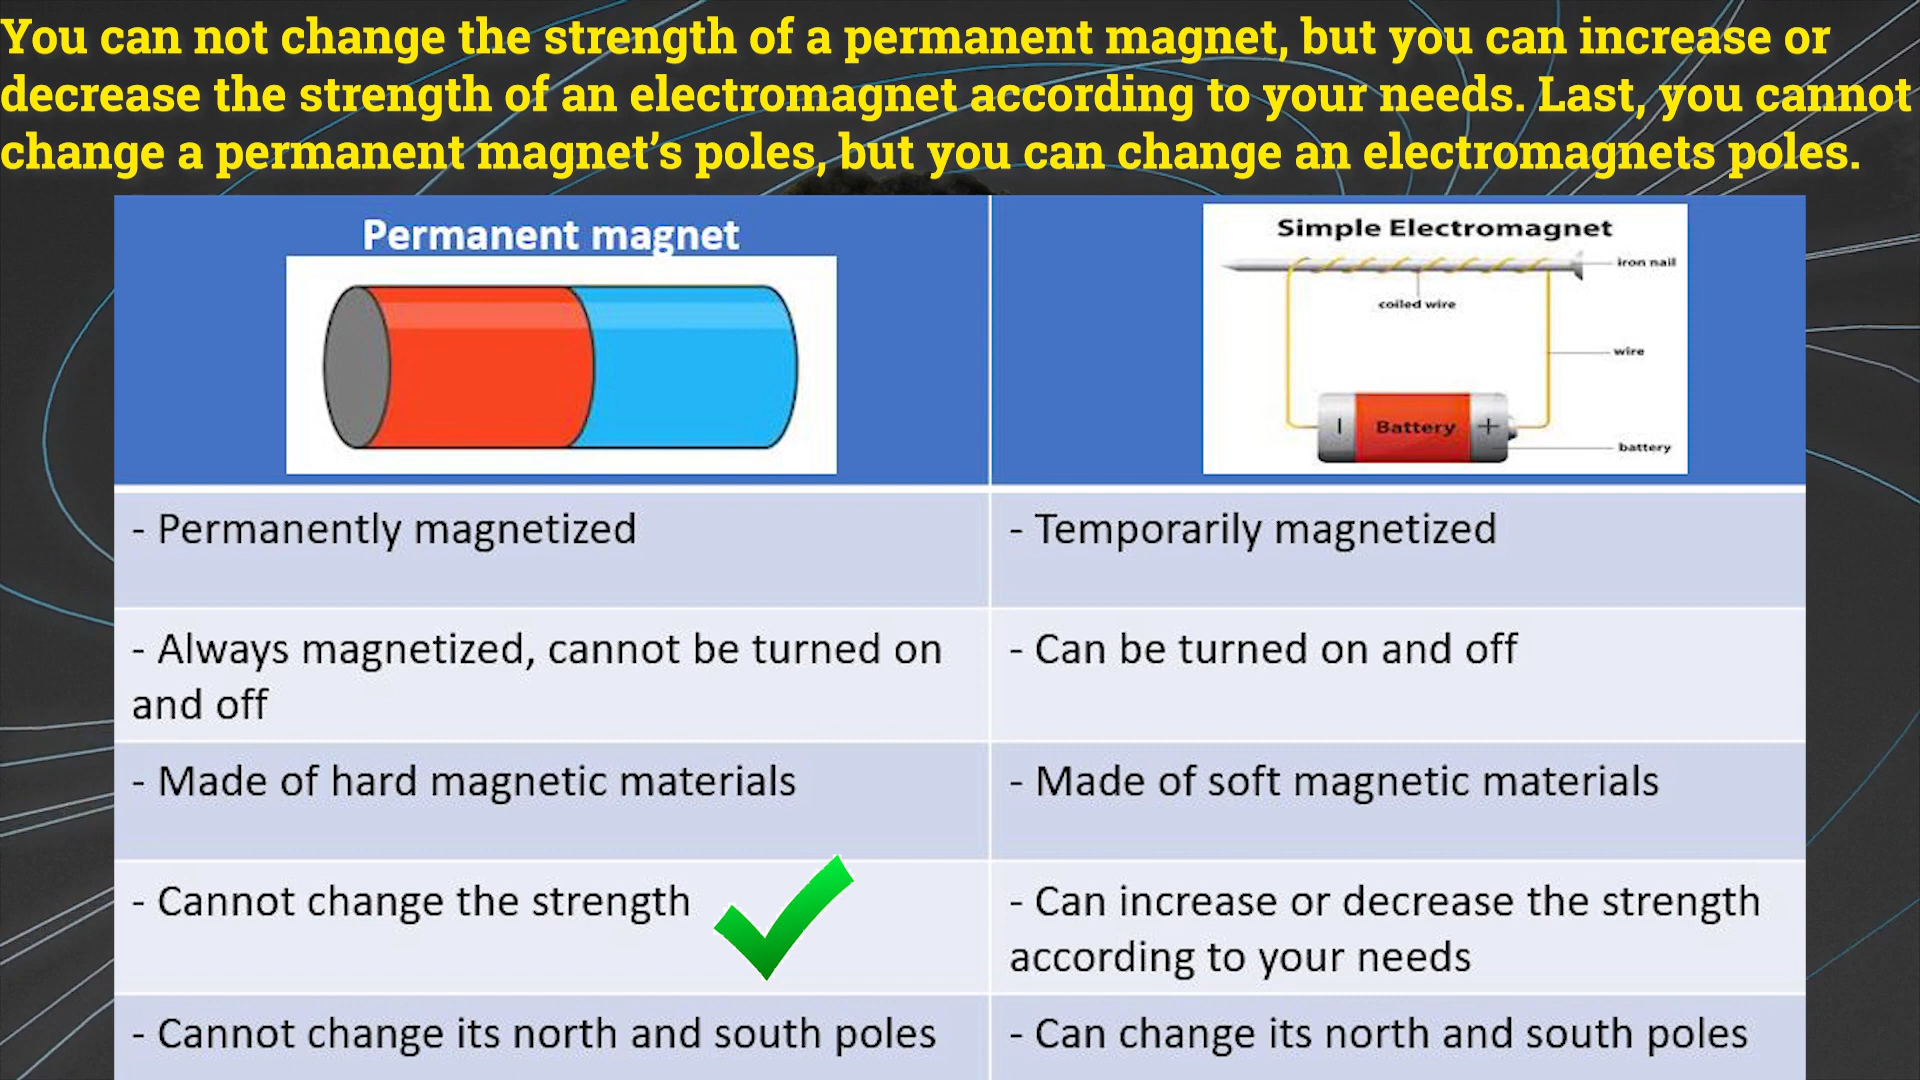 You can not change the strength of a permanent magnet, but you can increase or
decrease the strength of an electromagnet according to your needs. Last, you cannot
change a permanent magnet’s poles, but you can change an electromagnets poles.
Permanent magnet
Simple Electromagnet
iron nail
coiled wire
wire
Battery
battery
- Permanently magnetized
- Temporarily magnetized
- Always magnetized, cannot be turned on
and off
- Can be turned on and off
- Made of hard magnetic materials
- Made of soft magnetic materials
- Cannot change the strength
- Can increase or decrease the strength
according to your needs
- Cannot change its north and south poles
- Can change its north and south poles